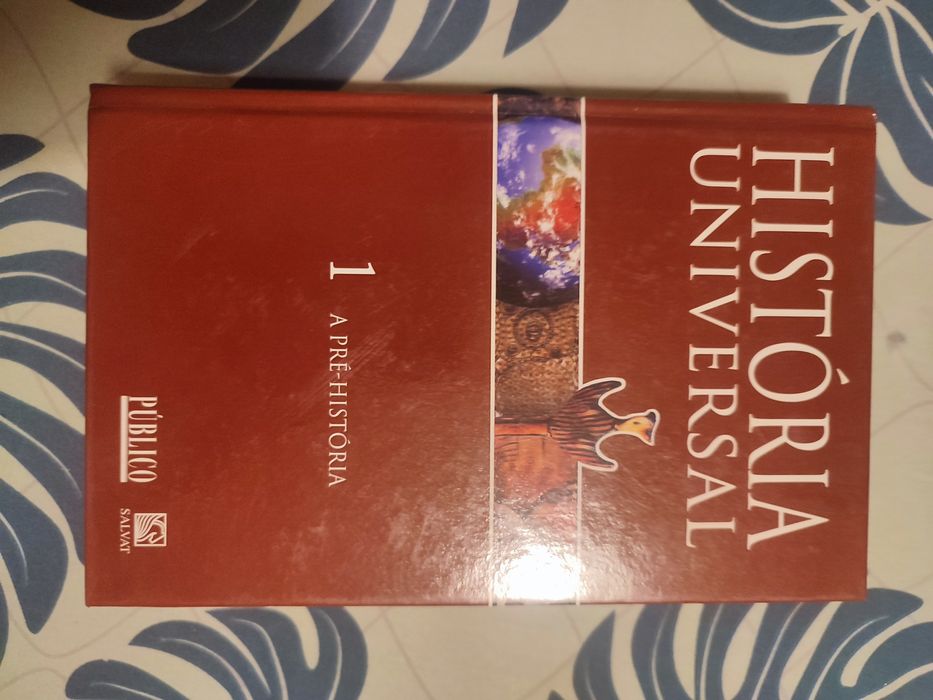 HISTÓRIA
UNIVERSAL
1
A PRÉ-HISTÓRIA
PÚBLICO
SALVAT